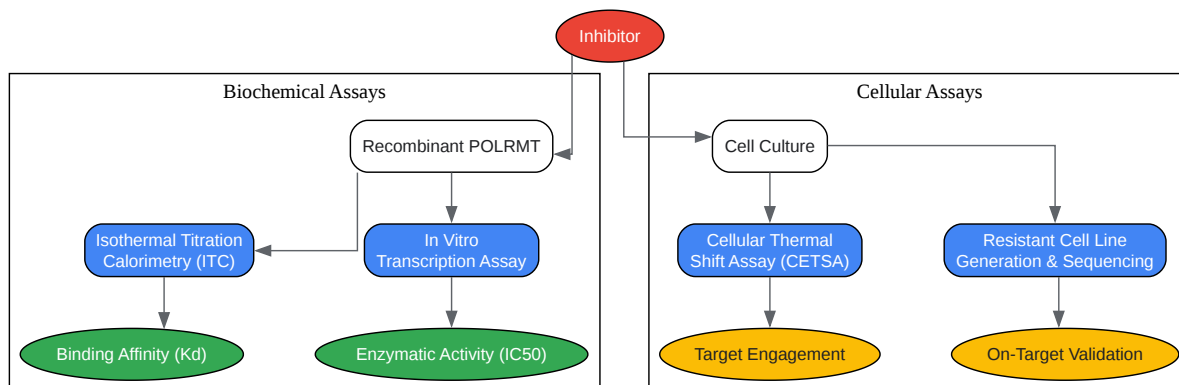 Inhibitor
Biochemical Assays
Cellular Assays
Recombinant POLRMT
Cell Culture
Isothermal Titration
Calorimetry (ITC)
In Vitro
Transcription Assay
Cellular Thermal
Shift Assay (CETSA)
Resistant Cell Line
Generation & Sequencing
Binding Affinity (Kd)
Enzymatic Activity (IC50)
Target Engagement
On-Target Validation